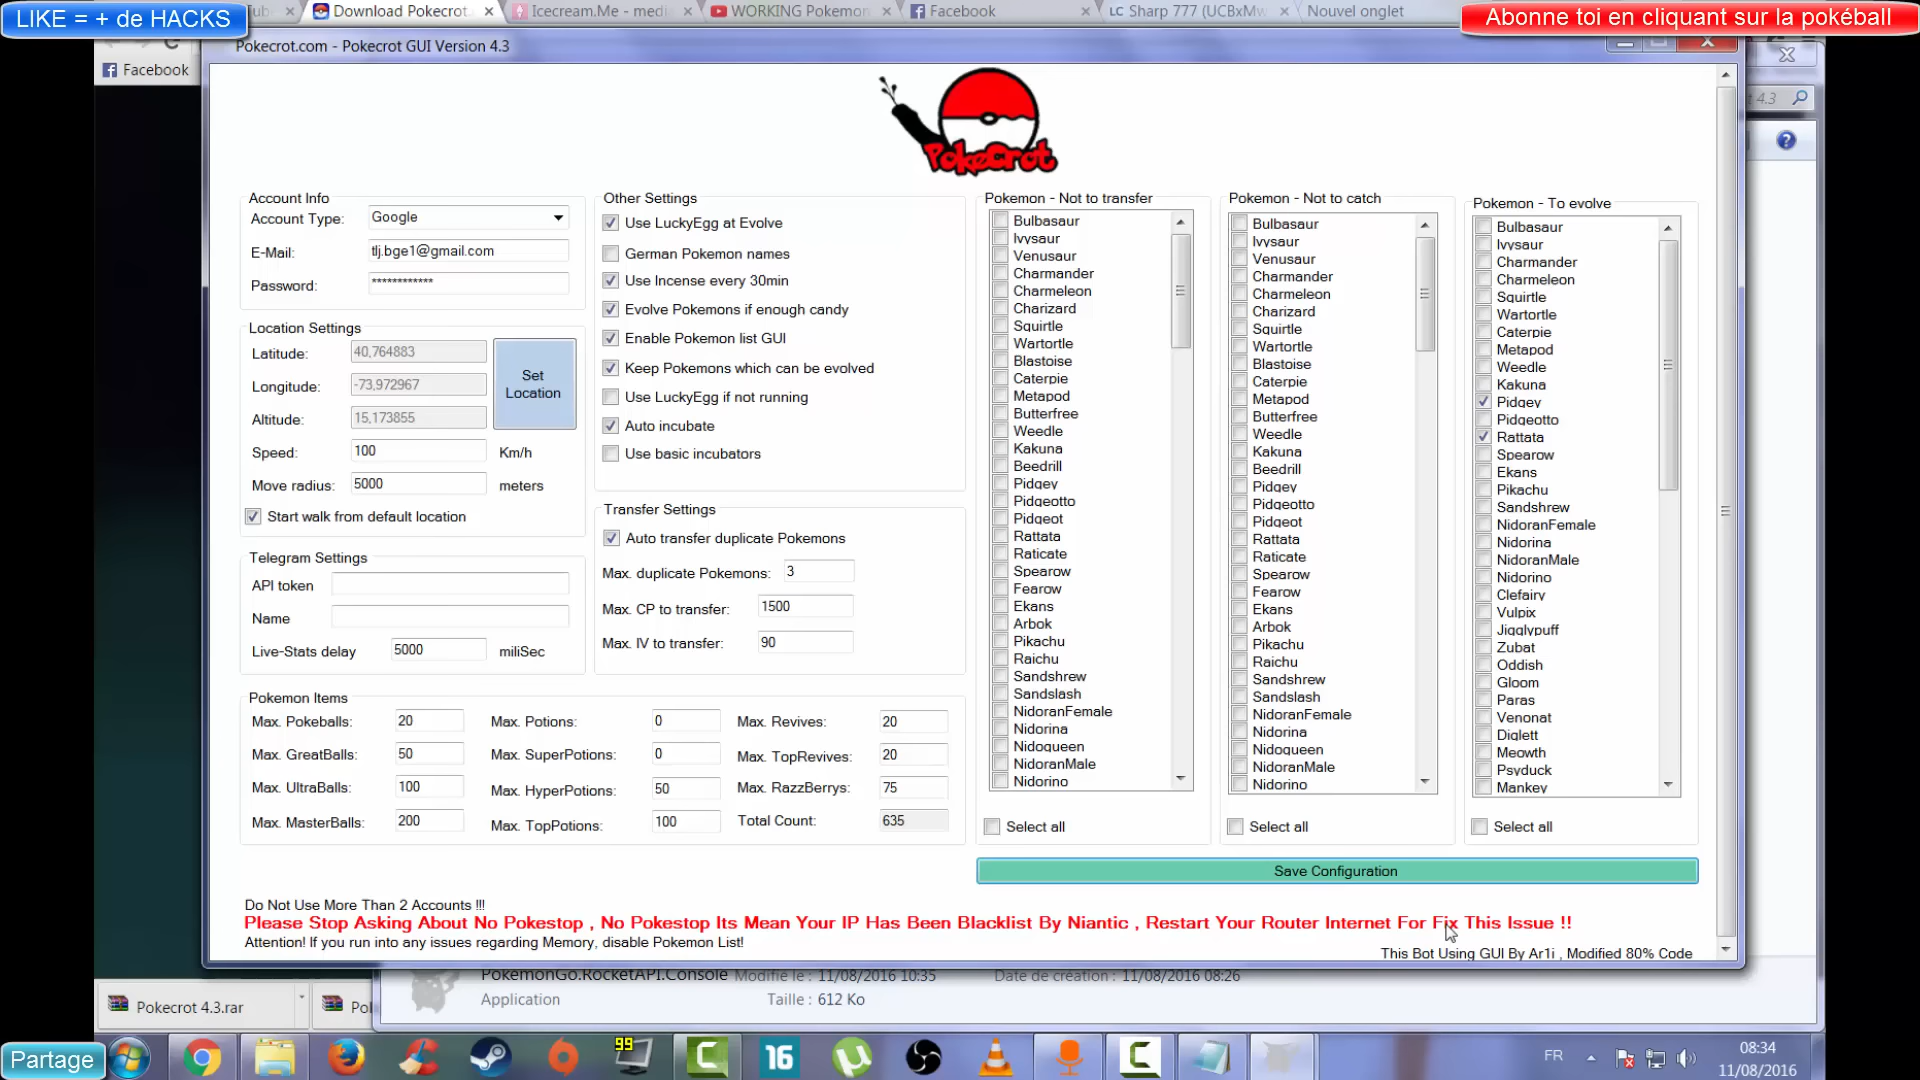 LIKE = + de HACKS
Download Pokecrot.
Icecream.Me - medi
WORKING Pokemon
Facebook
LC Sharp 777 (UCBxMw
Nouvel onglet
Abonne toi en cliquant sur la pokéball
Pokecrot.com - Pokecrot GUI Version 4.3
Facebook
4.3
PokeCrot
Account Info
Account Type: Google
E-Mail: tlj.bge1@gmail.com
Password: ************
Location Settings
Latitude: 40,764883
Longitude: -73,972967
Altitude: 15,173855
Set Location
Speed: 100 Km/h
Move radius: 5000 meters
Start walk from default location
Telegram Settings
API token
Name
Live-Stats delay 5000 miliSec
Other Settings
Use LuckyEgg at Evolve
German Pokemon names
Use Incense every 30min
Evolve Pokemons if enough candy
Enable Pokemon list GUI
Keep Pokemons which can be evolved
Use LuckyEgg if not running
Auto incubate
Use basic incubators
Transfer Settings
Auto transfer duplicate Pokemons
Max. duplicate Pokemons: 3
Max. CP to transfer: 1500
Max. IV to transfer: 90
Pokemon Items
Max. Pokeballs: 20 Max. Potions: 0 Max. Revives: 20
Max. GreatBalls: 50 Max. SuperPotions: 0 Max. TopRevives: 20
Max. UltraBalls: 100 Max. HyperPotions: 50 Max. RazzBerrys: 75
Max. MasterBalls: 200 Max. TopPotions: 100 Total Count: 635
Pokemon - Not to transfer
Bulbasaur
Ivysaur
Venusaur
Charmander
Charmeleon
Charizard
Squirtle
Wartortle
Blastoise
Caterpie
Metapod
Butterfree
Weedle
Kakuna
Beedrill
Pidgey
Pidgeotto
Pidgeot
Rattata
Raticate
Spearow
Fearow
Ekans
Arbok
Pikachu
Raichu
Sandshrew
Sandslash
NidoranFemale
Nidorina
Nidoqueen
NidoranMale
Nidorino
Select all
Pokemon - Not to catch
Bulbasaur
Ivysaur
Venusaur
Charmander
Charmeleon
Charizard
Squirtle
Wartortle
Blastoise
Caterpie
Metapod
Butterfree
Weedle
Kakuna
Beedrill
Pidgey
Pidgeotto
Pidgeot
Rattata
Raticate
Spearow
Fearow
Ekans
Arbok
Pikachu
Raichu
Sandshrew
Sandslash
NidoranFemale
Nidorina
Nidoqueen
NidoranMale
Nidorino
Select all
Pokemon - To evolve
Bulbasaur
Ivysaur
Charmander
Charmeleon
Squirtle
Wartortle
Caterpie
Metapod
Weedle
Kakuna
Pidgey
Pidgeotto
Rattata
Spearow
Ekans
Pikachu
Sandshrew
NidoranFemale
Nidorina
NidoranMale
Nidorino
Clefairy
Vulpix
Jigglypuff
Zubat
Oddish
Gloom
Paras
Venonat
Diglett
Meowth
Psyduck
Mankey
Select all
Save Configuration
Do Not Use More Than 2 Accounts !!!
Please Stop Asking About No Pokestop , No Pokestop Its Mean Your IP Has Been Blacklist By Niantic , Restart Your Router Internet For Fix This Issue !!
Attention! If you run into any issues regarding Memory, disable Pokemon List!
This Bot Using GUI By Ar1i , Modified 80% Code
PokemonGo.RocketAPI.Console Modifié le : 11/08/2016 10:35 Date de création : 11/08/2016 08:26
Application Taille : 612 Ko
Pokecrot 4.3.rar
Partage
99
16
FR
08:34
11/08/2016